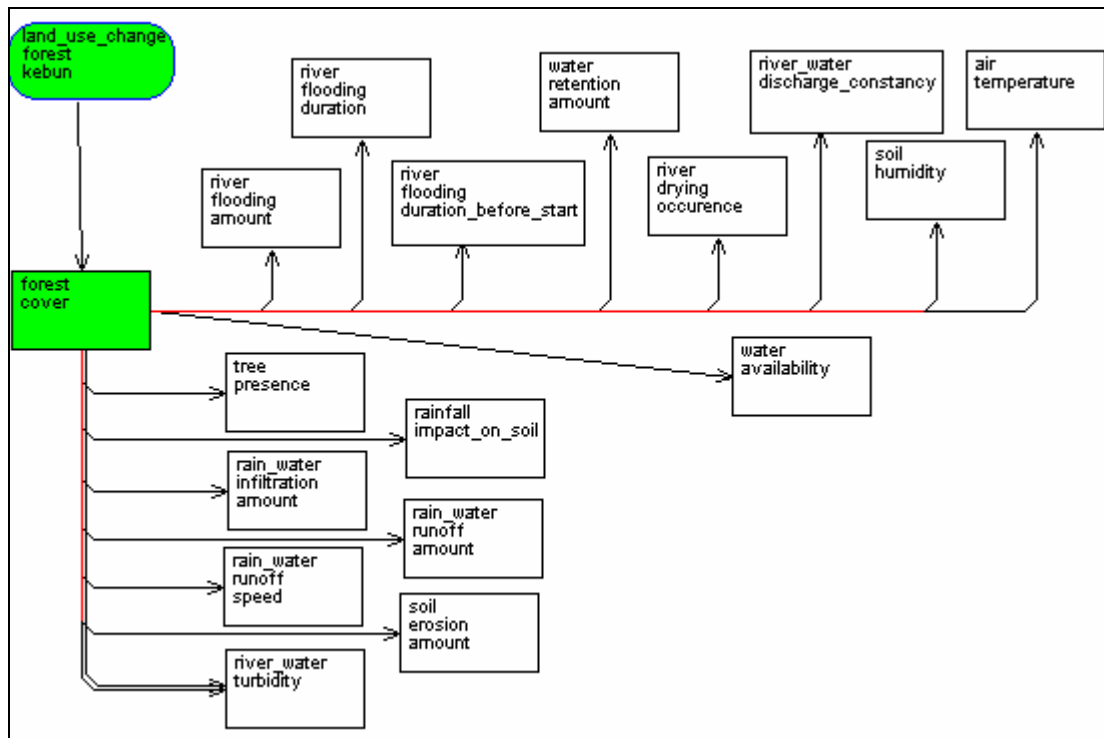 land_use_change
forest
kebun
river
flooding
duration
water
retention
amount
river_water
discharge_constancy
air
temperature
river
flooding
amount
river
flooding
duration_before_start
river
drying
occurence
soil
humidity
forest
cover
water
availability
tree
presence
rainfall
impact_on_soil
rain_water
infiltration
amount
rain_water
runoff
amount
rain_water
runoff
speed
soil
erosion
amount
river_water
turbidity